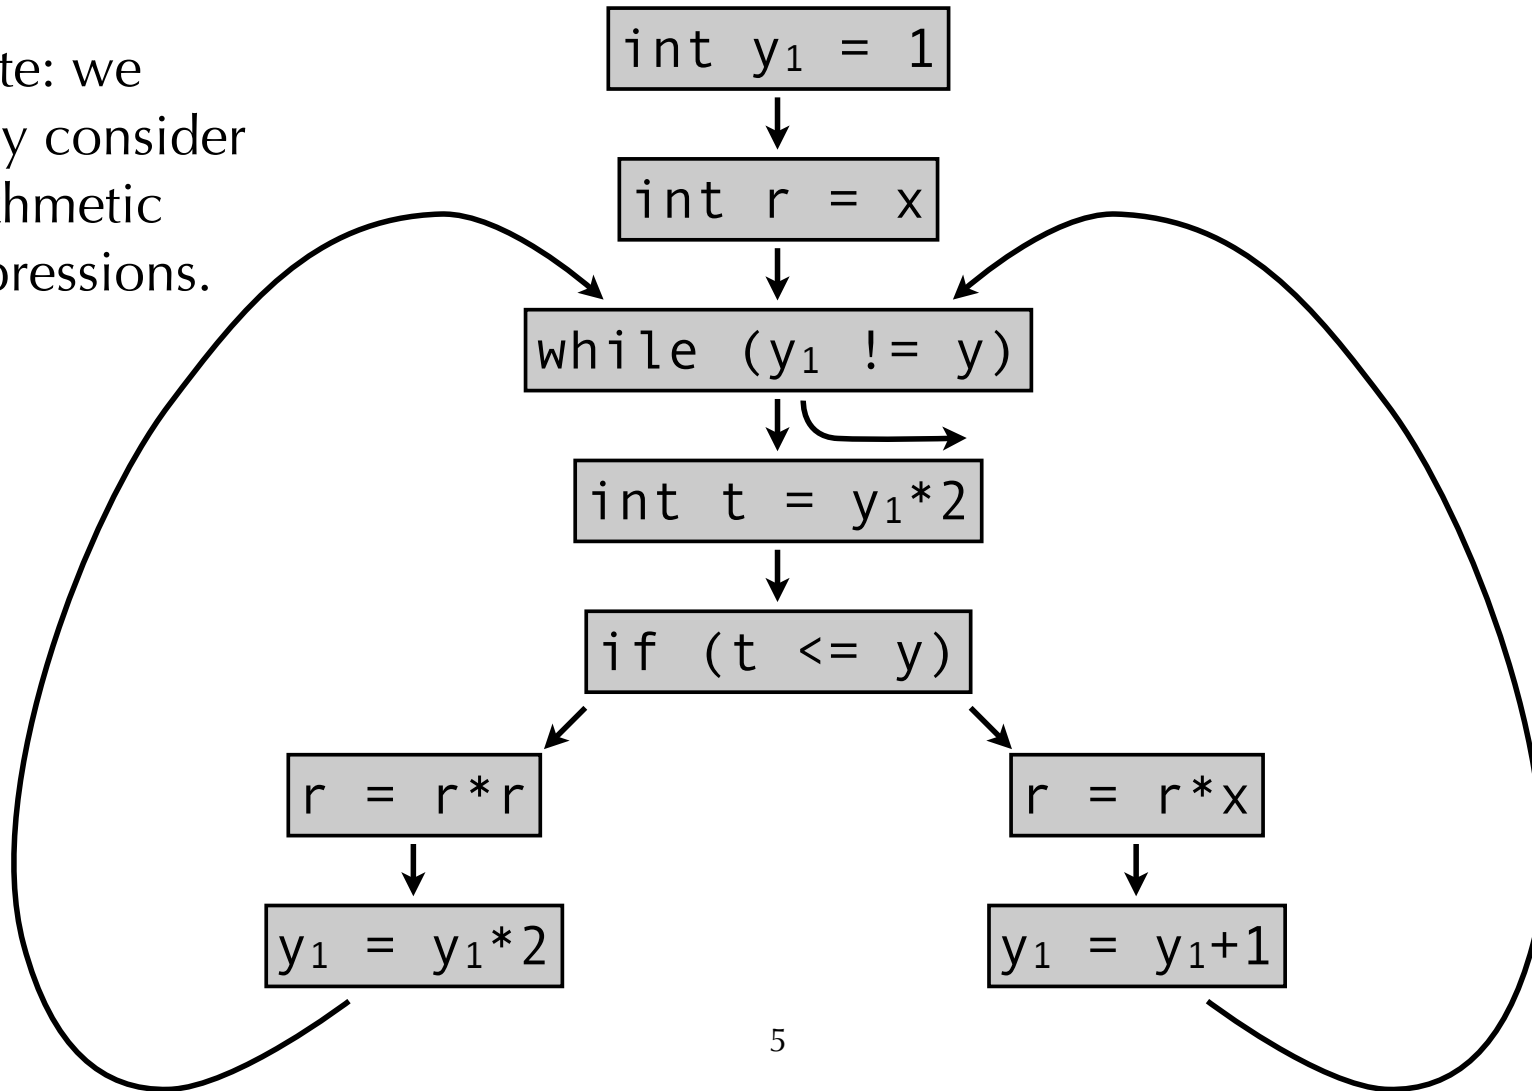 te: we
y consider
hmetic
pressions.
int y₁ = 1
int r = x
while (y₁ != y)
int t = y₁*2
if (t <= y)
r = r*r
r = r*x
y₁ = y₁*2
y₁ = y₁+1
5